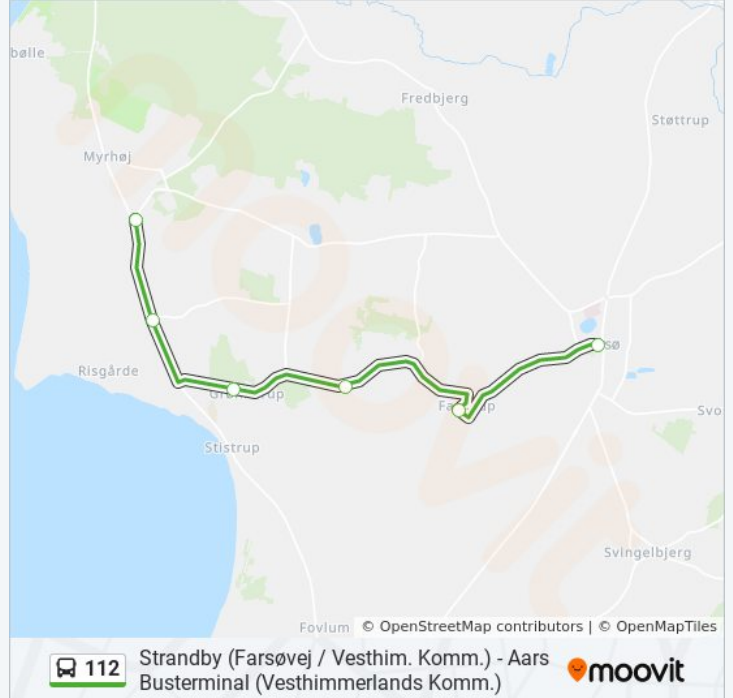 bølle
Fredbjerg
Støttrup
Myrhøj
sø
Risgårde
Svo
Stistrup
Svingelbjerg
Fovlum
© OpenStreetMap contributors | © OpenMapTiles
112
Strandby (Farsøvej / Vesthim. Komm.) - Aars
Busterminal (Vesthimmerlands Komm.)
moovit